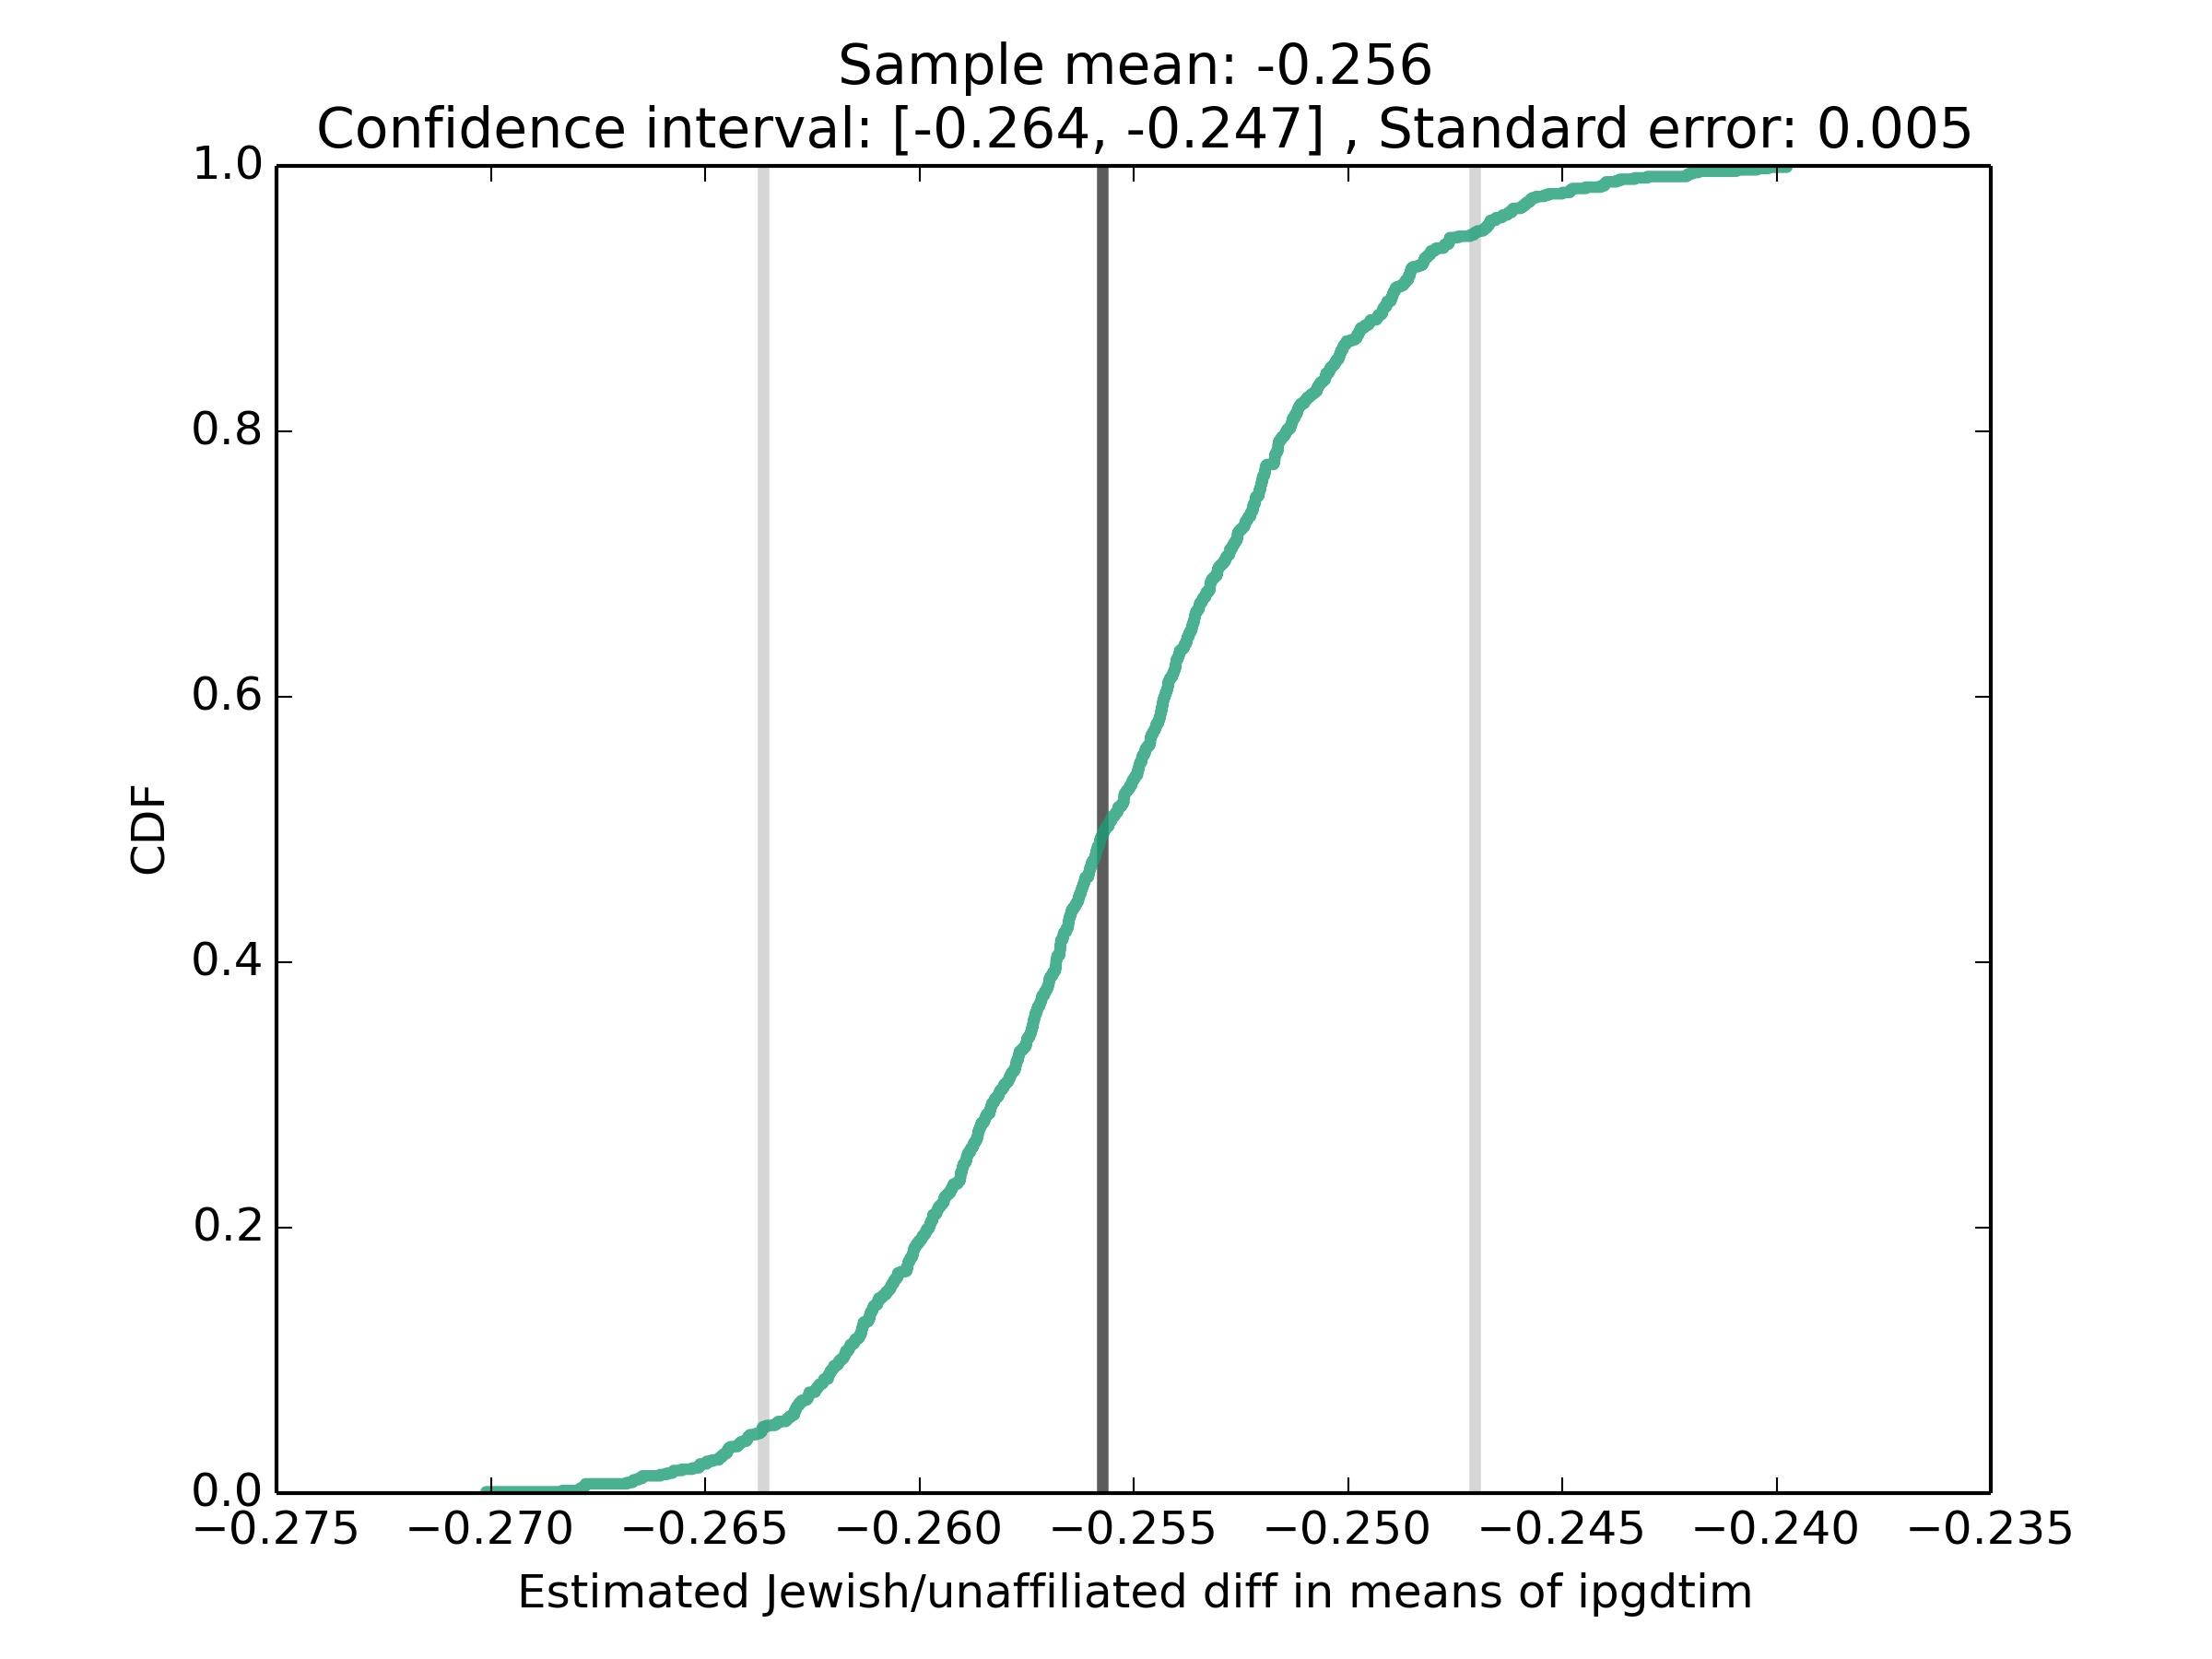 Sample mean: -0.256
Confidence interval: [-0.264, -0.247] , Standard error: 0.005
1.0
0.8
0.6
0.4
0.2
0.0
CDF
−0.275 −0.270 −0.265 −0.260 −0.255 −0.250 −0.245 −0.240 −0.235
Estimated Jewish/unaffiliated diff in means of ipgdtim